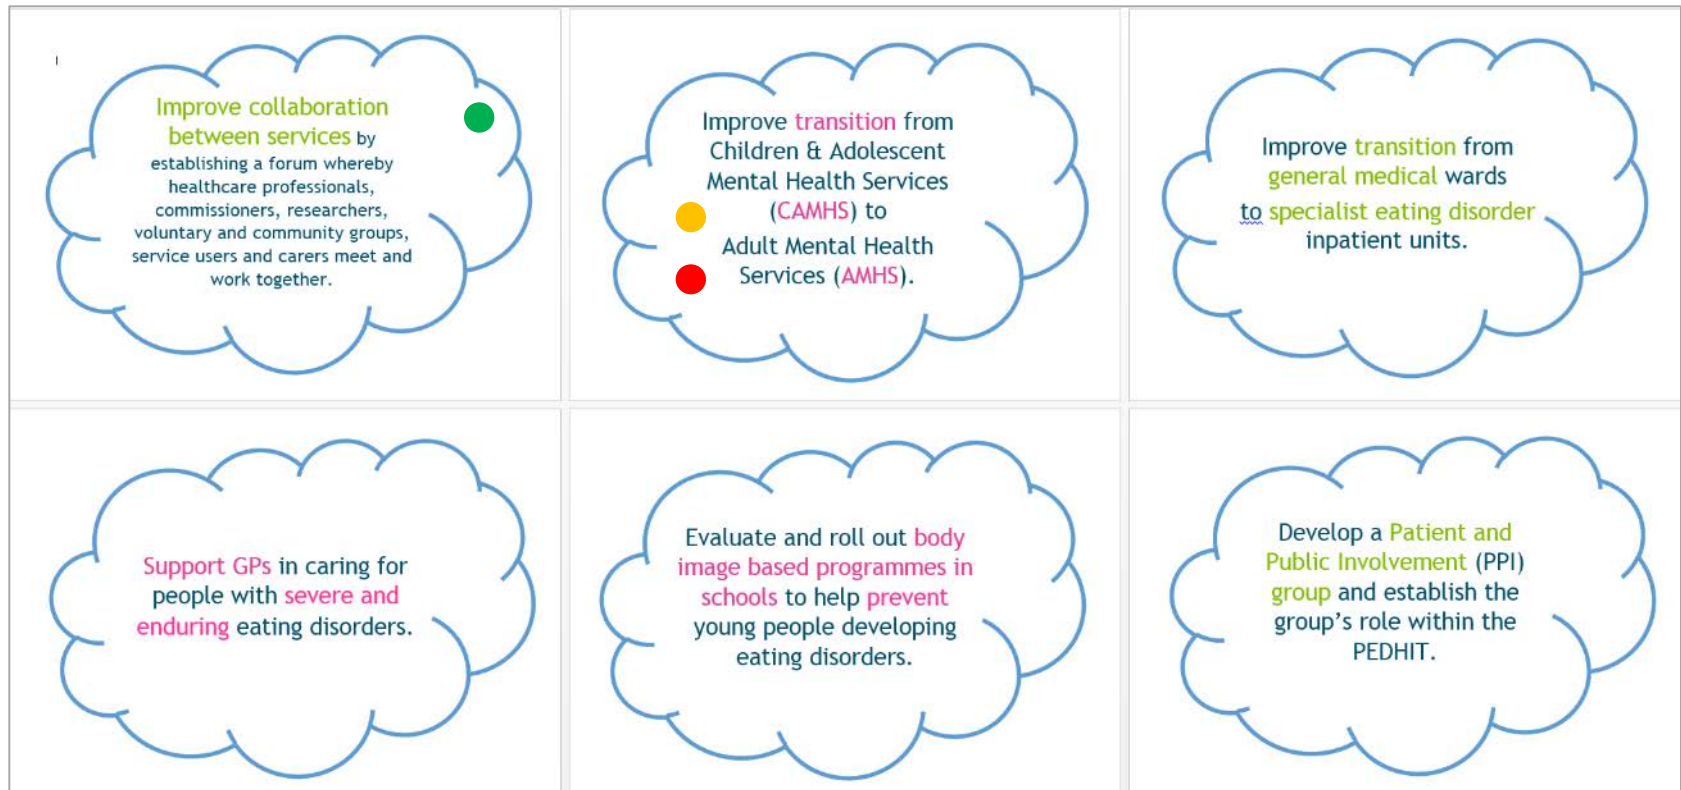 Improve collaboration
between services by
establishing a forum whereby
healthcare professionals,
commissioners, researchers,
voluntary and community groups,
service users and carers meet and
work together.
Improve transition from
Children & Adolescent
Mental Health Services
(CAMHS) to
Adult Mental Health
Services (AMHS).
Improve transition from
general medical wards
to specialist eating disorder
inpatient units.
Support GPs in caring for
people with severe and
enduring eating disorders.
Evaluate and roll out body
image based programmes in
schools to help prevent
young people developing
eating disorders.
Develop a Patient and
Public Involvement (PPI)
group and establish the
group's role within the
PEDHIT.